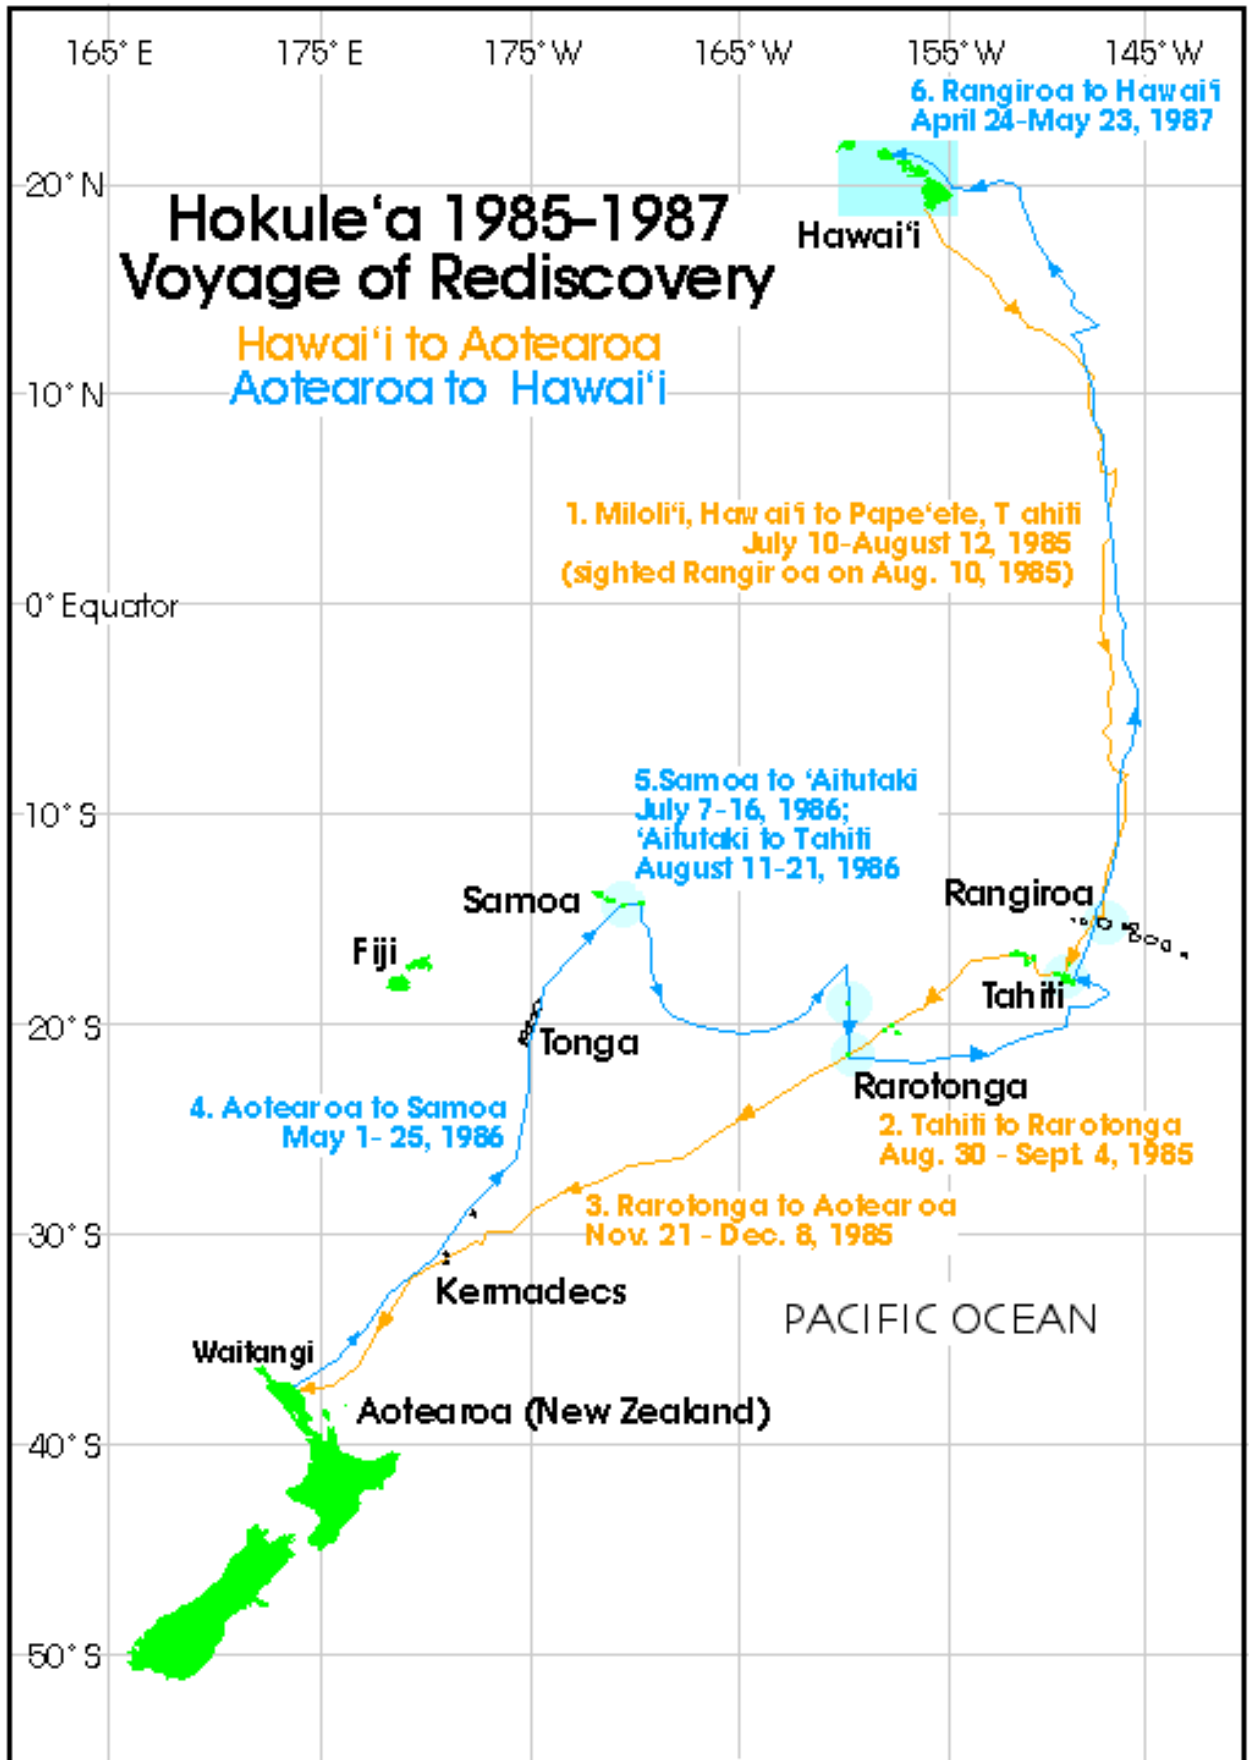 165° E 175° E 175° W 165° W 155° W 145° W
6. Rangiroa to Hawai‘i
April 24-May 23, 1987
20° N
Hokule‘a 1985-1987
Voyage of Rediscovery
Hawai‘i
Hawai‘i to Aotearoa
Aotearoa to Hawai‘i
10° N
1. Miloli‘i, Hawai‘i to Pape‘ete, Tahiti
July 10-August 12, 1985
(sighted Rangiroa on Aug. 10, 1985)
0° Equator
5.Samoa to ‘Aitutaki
July 7-16, 1986;
‘Aitutaki to Tahiti
August 11-21, 1986
10° S
Rangiroa
Samoa
Fiji
Tahiti
20° S
Tonga
Rarotonga
4. Aotearoa to Samoa
May 1- 25, 1986
2. Tahiti to Rarotonga
Aug. 30 - Sept. 4, 1985
3. Rarotonga to Aotearoa
Nov. 21 - Dec. 8, 1985
30° S
Kermadecs
PACIFIC OCEAN
Waitangi
Aotearoa (New Zealand)
40° S
50° S